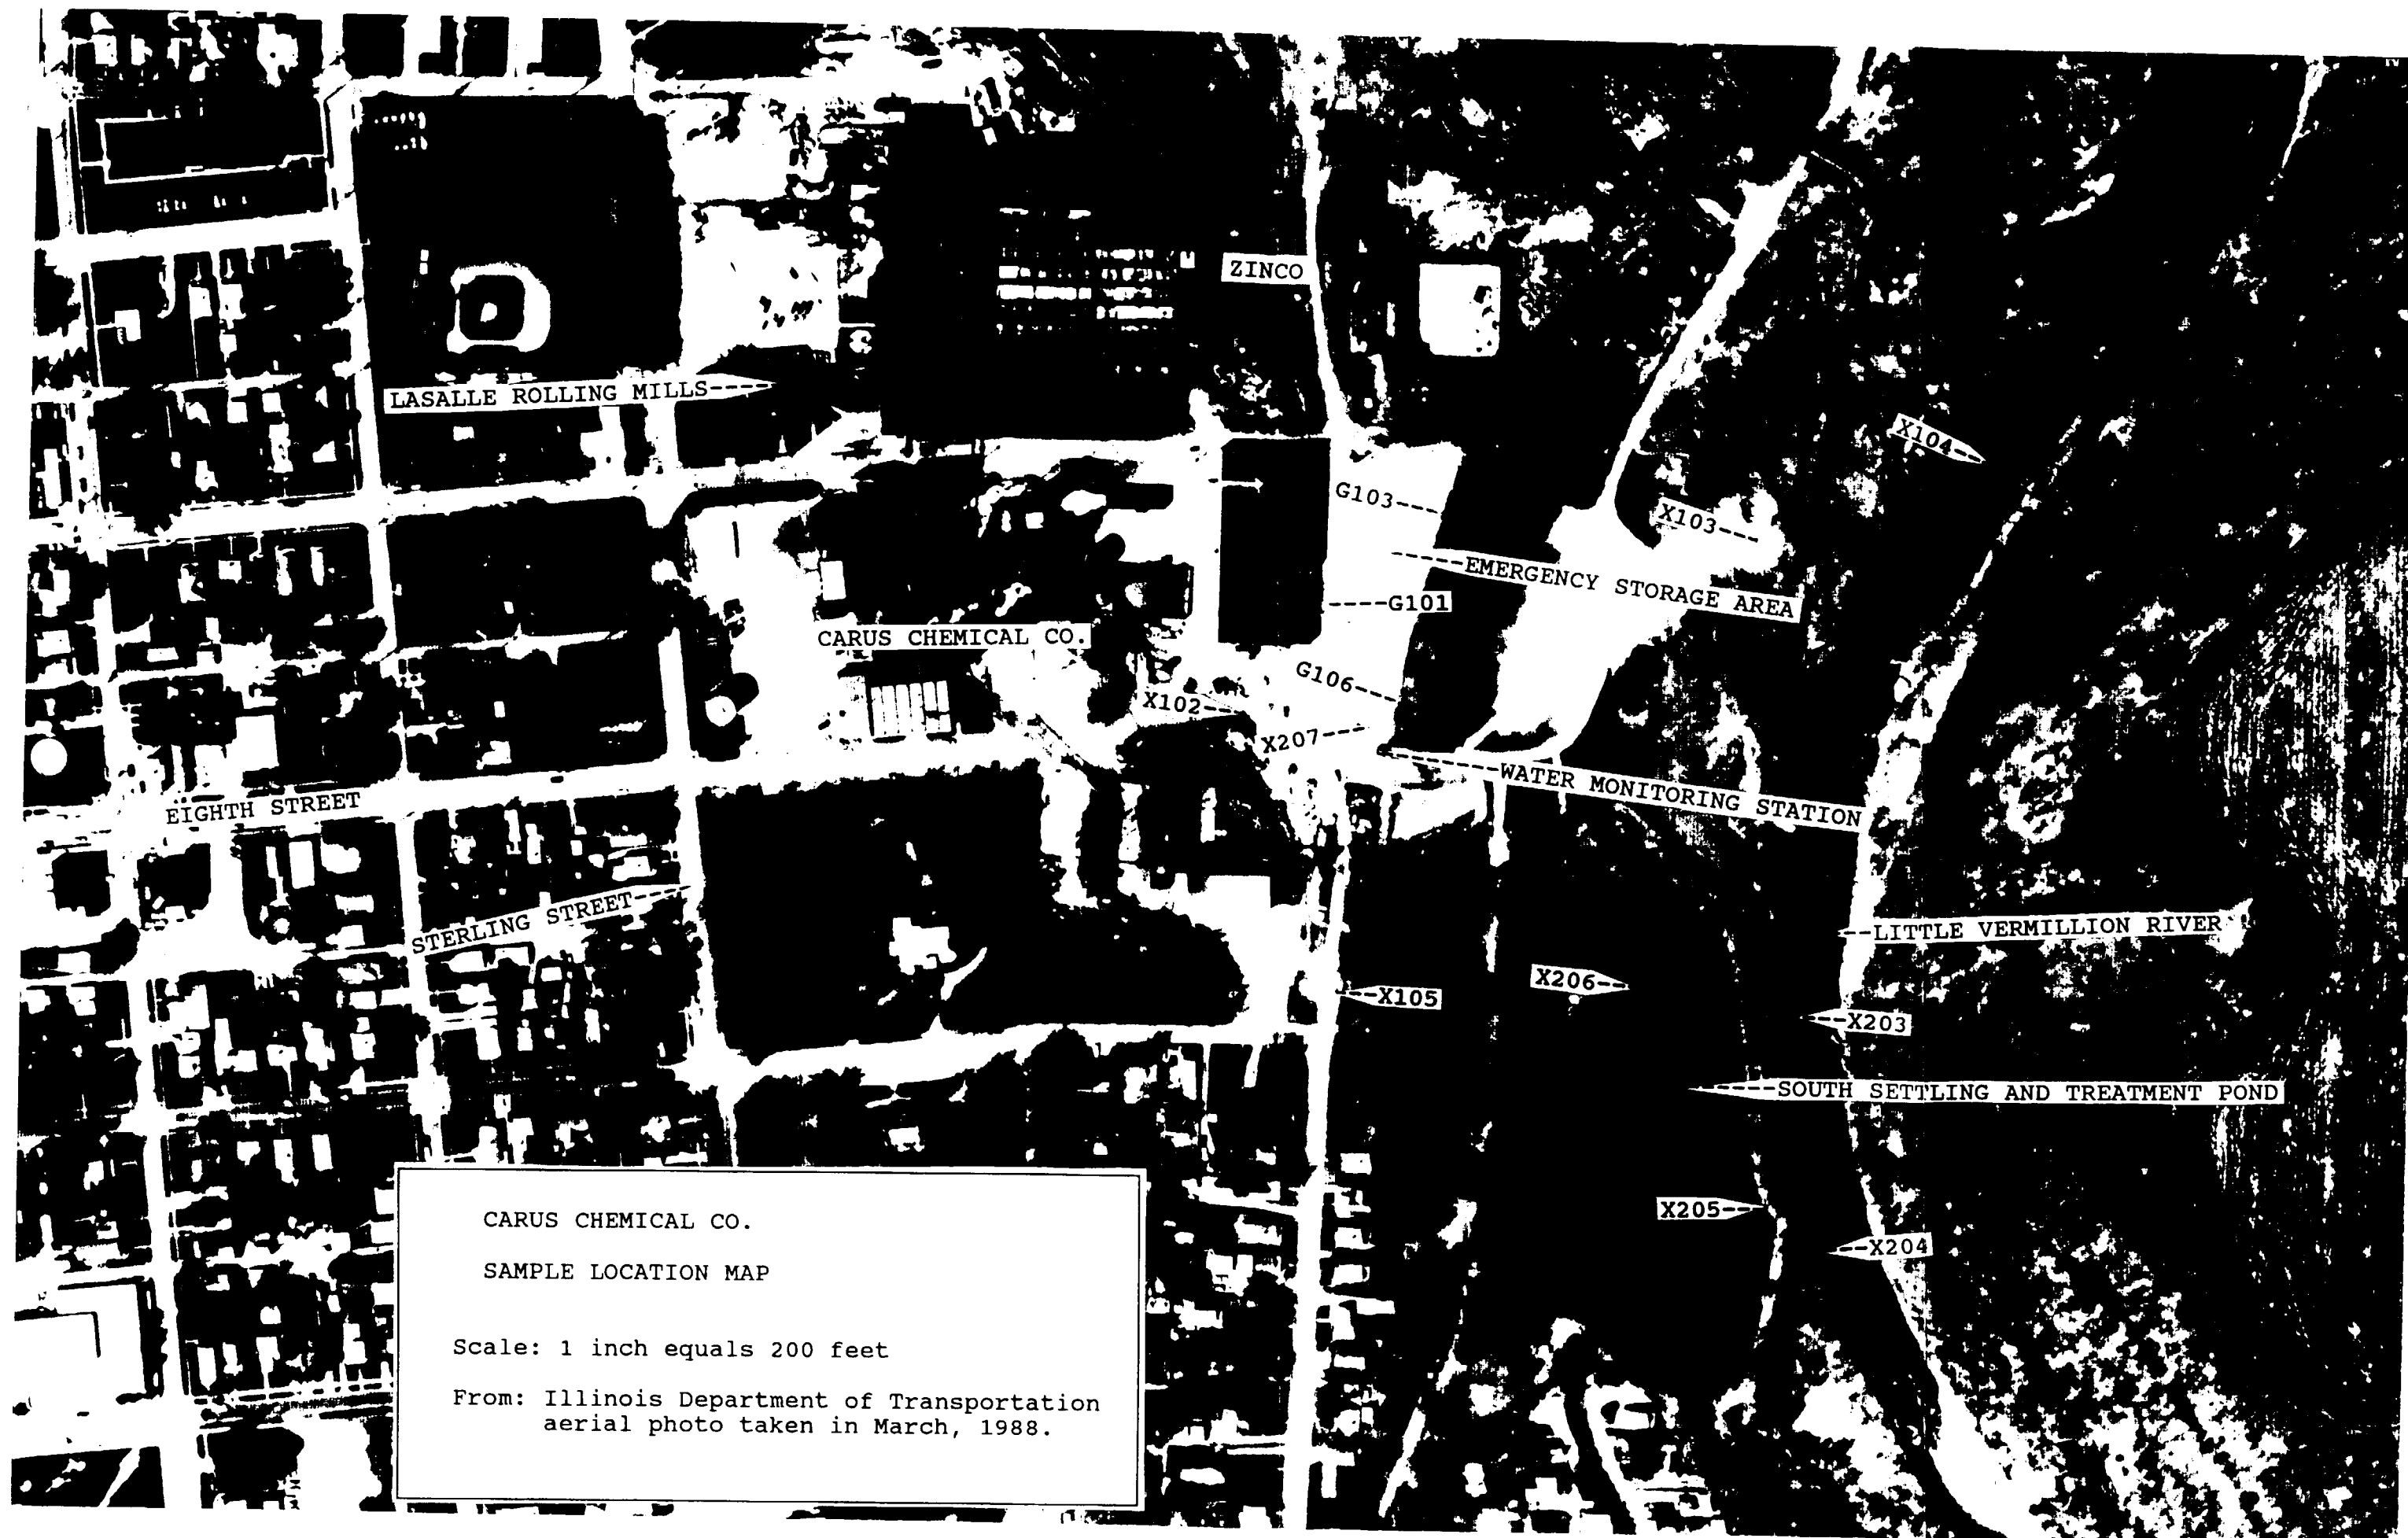 ZINCO
LASALLE ROLLING MILLS
X104
G103
X103
EMERGENCY STORAGE AREA
G101
CARUS CHEMICAL CO.
G106
X102
X207
WATER MONITORING STATION
EIGHTH STREET
STERLING STREET
LITTLE VERMILLION RIVER
X206
X105
X203
SOUTH SETTLING AND TREATMENT POND
X205
X204
CARUS CHEMICAL CO.
SAMPLE LOCATION MAP
Scale: 1 inch equals 200 feet
From: Illinois Department of Transportation
aerial photo taken in March, 1988.